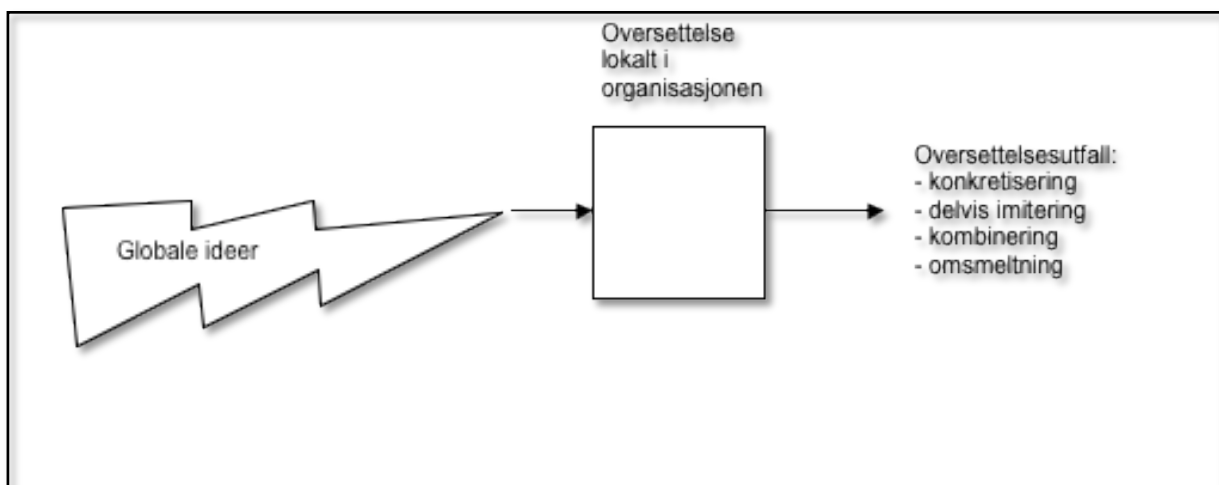 Oversettelse
lokalt i
organisasjonen
Globale ideer
Oversettelsesutfall:
- konkretisering
- delvis imitering
- kombinering
- omsmeltning